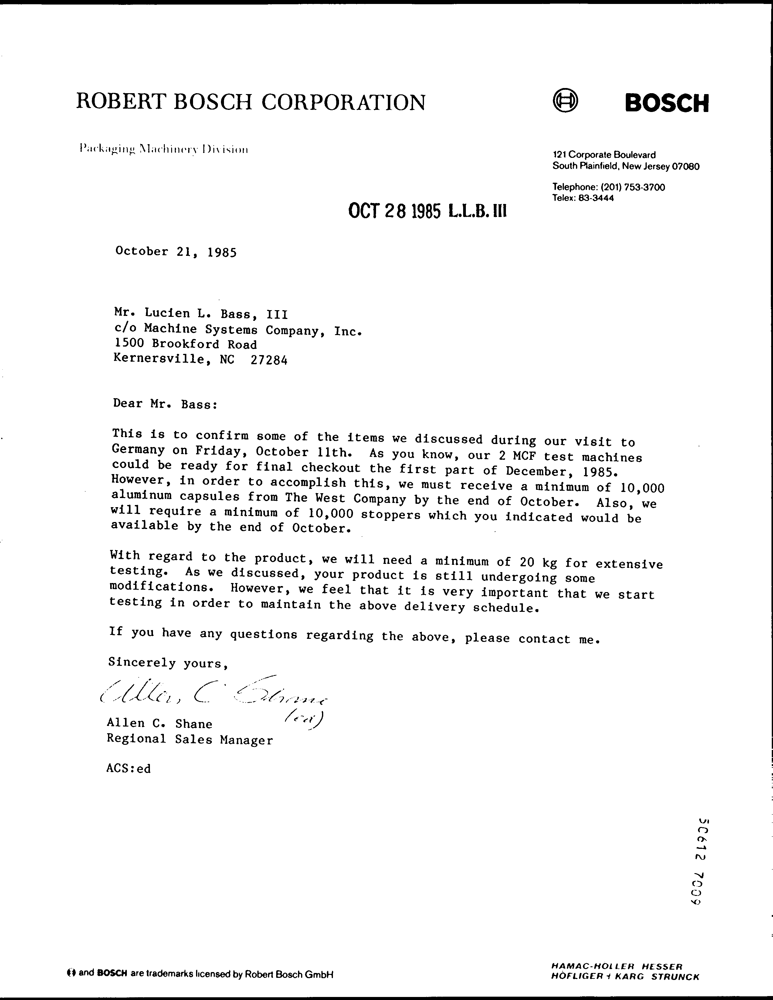 ROBERT BOSCH CORPORATION
BOSCH
Packaging Machinery Division
121 Corporate Boulevard
South Plainfield, New Jersey 07080
Telephone: (201) 753-3700
Telex: 83-3444
OCT 28 1985 L.L.B. III
October 21, 1985
Mr. Lucien L. Bass, III
c/o Machine Systems Company, Inc.
1500 Brookford Road
Kernersville, NC 27284
Dear Mr. Bass:
This is to confirm some of the items we discussed during our visit to
Germany on Friday, October 11th. As you know, our 2 MCF test machines
could be ready for final checkout the first part of December, 1985.
However, in order to accomplish this, we must receive a minimum of 10,000
aluminum capsules from The West Company by the end of October. Also, we
will require a minimum of 10,000 stoppers which you indicated would be
available by the end of October.
With regard to the product, we will need a minimum of 20 kg for extensive
testing. As we discussed, your product is still undergoing some
modifications. However, we feel that it is very important that we start
testing in order to maintain the above delivery schedule.
If you have any questions regarding the above, please contact me.
Sincerely yours,
Allen C Shane
(ed)
Allen C. Shane
Regional Sales Manager
ACS:ed
50612 7009
and BOSCH are trademarks licensed by Robert Bosch GmbH
HAMAC-HÖLLER HESSER
HÖFLIGER + KARG STRUNCK